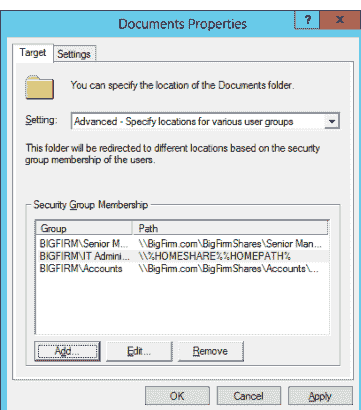 Documents Properties
?
X
Target
Settings
You can specify the location of the Documents folder.
Setting:
Advanced - Specify locations for various user groups
This folder will be redirected to different locations based on the security
group membership of the users.
Security Group Membership
Group Path
BIGFIRM\Senior M... \\BigFirm.com\BigFirmShares\Senior Man...
BIGFIRM\IT Admini... \\%HOMESHARE%%HOMEPATH%
BIGFIRM\Accounts \\BigFirm.com\BigFirmShares\Accounts\...
Add... Edit... Remove
OK Cancel Apply